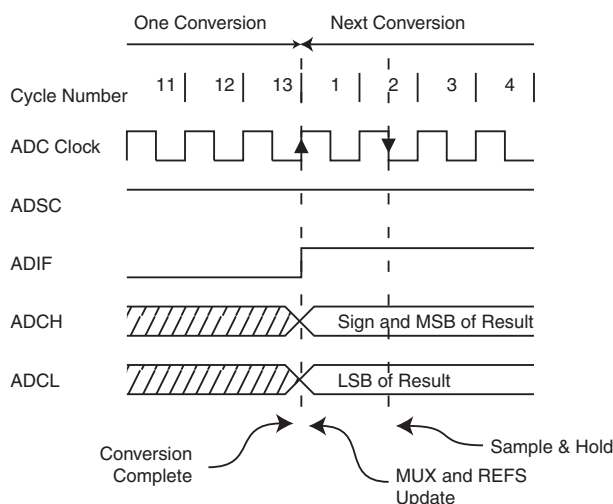 One Conversion Next Conversion
Cycle Number 11 12 13 1 2 3 4
ADC Clock
ADSC
ADIF
ADCH Sign and MSB of Result
ADCL LSB of Result
Conversion
Complete
MUX and REFS
Update
Sample & Hold